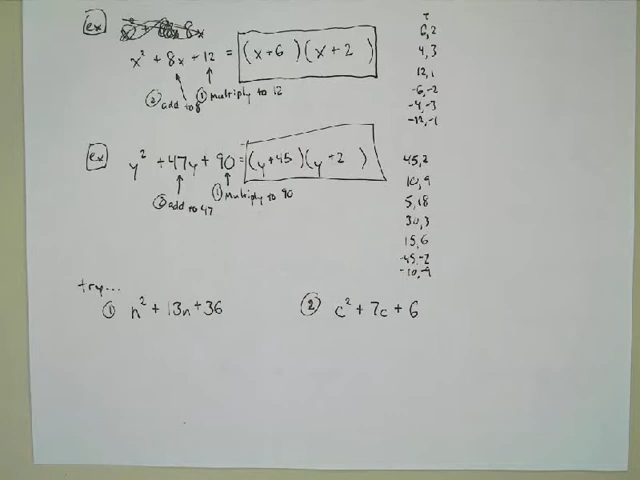 ex
x² + 8x + 12 = (x+6)(x+2)
② add to 8 ① Multiply to 12
6,2
4,3
12,1
-6,-2
-4,-3
-12,-1
ex
y² + 47y + 90 = (y+45)(y+2)
② add to 47 ① Multiply to 90
45,2
10,9
5,18
30,3
15,6
-45,-2
-10,-9
try...
① n² + 13n + 36 ② c² + 7c + 6